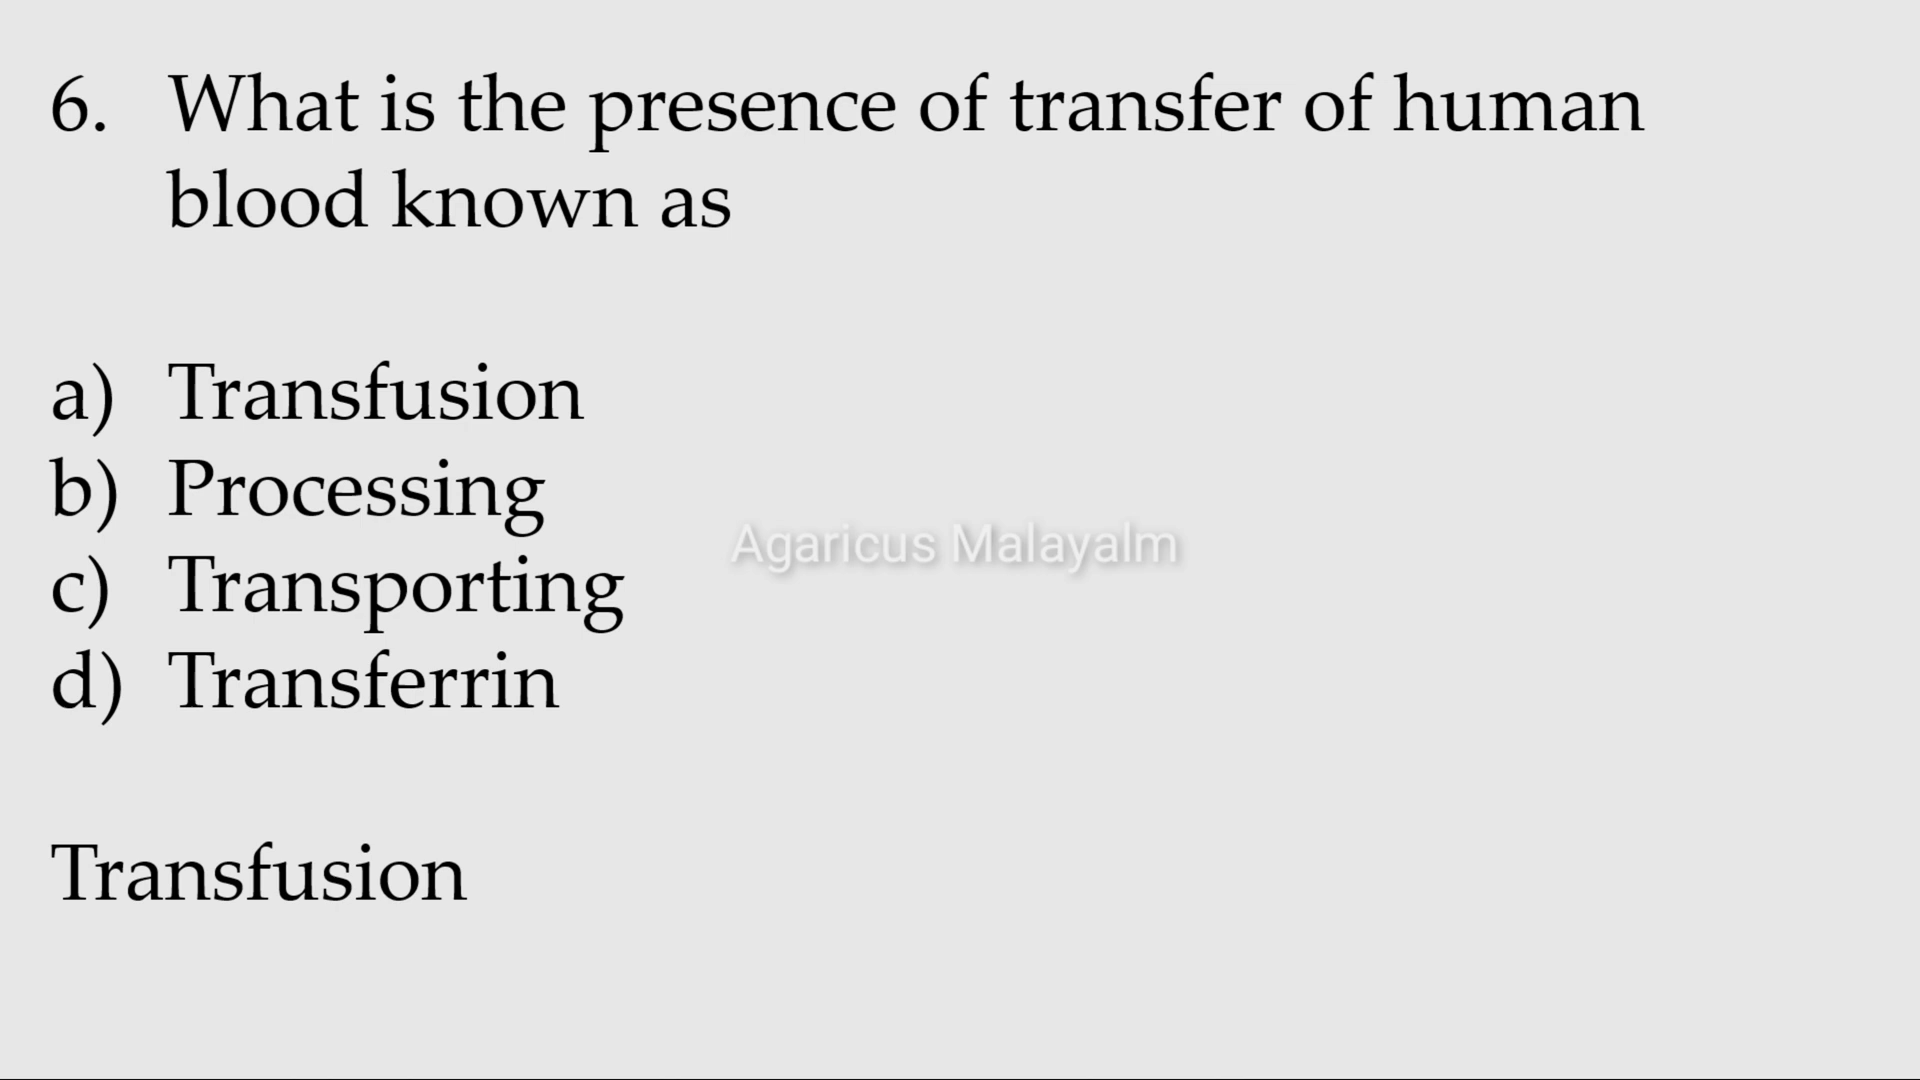 6. What is the presence of transfer of human
blood known as
a) Transfusion
b) Processing
c) Transporting
d) Transferrin
Agaricus Malayalm
Transfusion